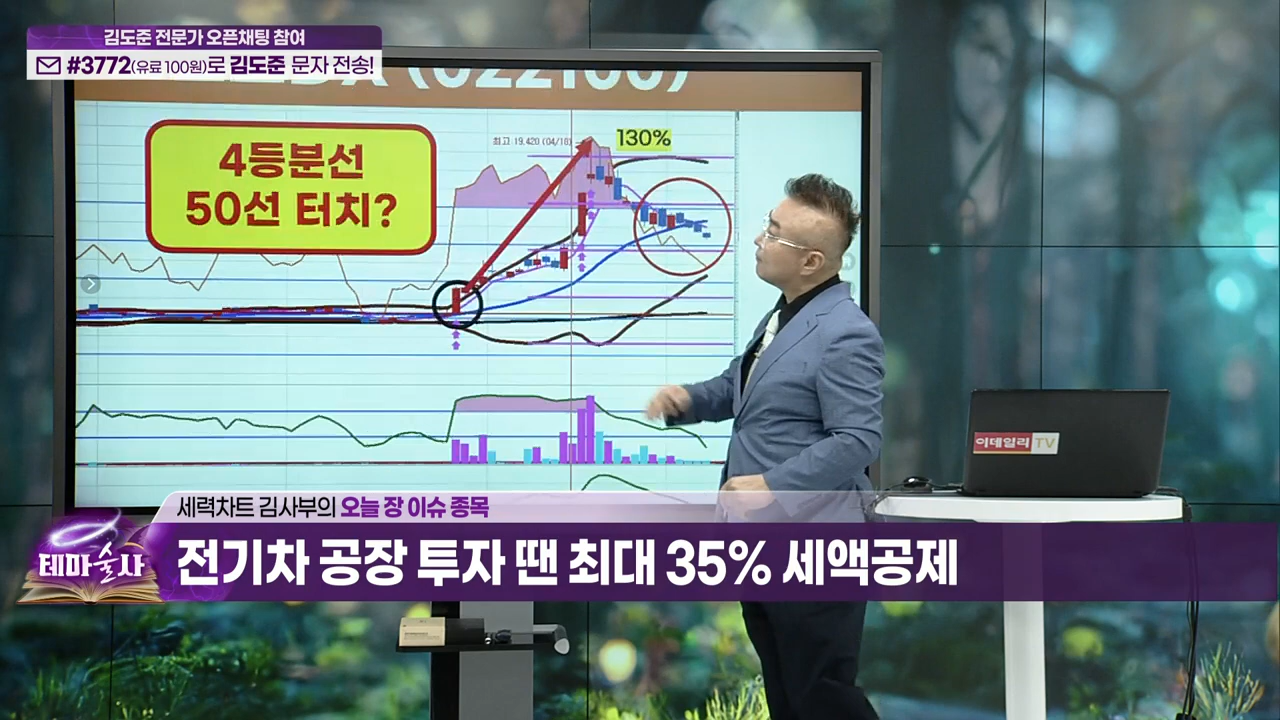 김도준 전문가 오픈채팅 참여
#3772(유료 100원)로 김도준 문자 전송!
4등분선
50선 터치?
최고 19.420 (04/18)
130%
이데일리TV
세력차트 김사부의 오늘 장 이슈 종목
테마술사
전기차 공장 투자 땐 최대 35% 세액공제